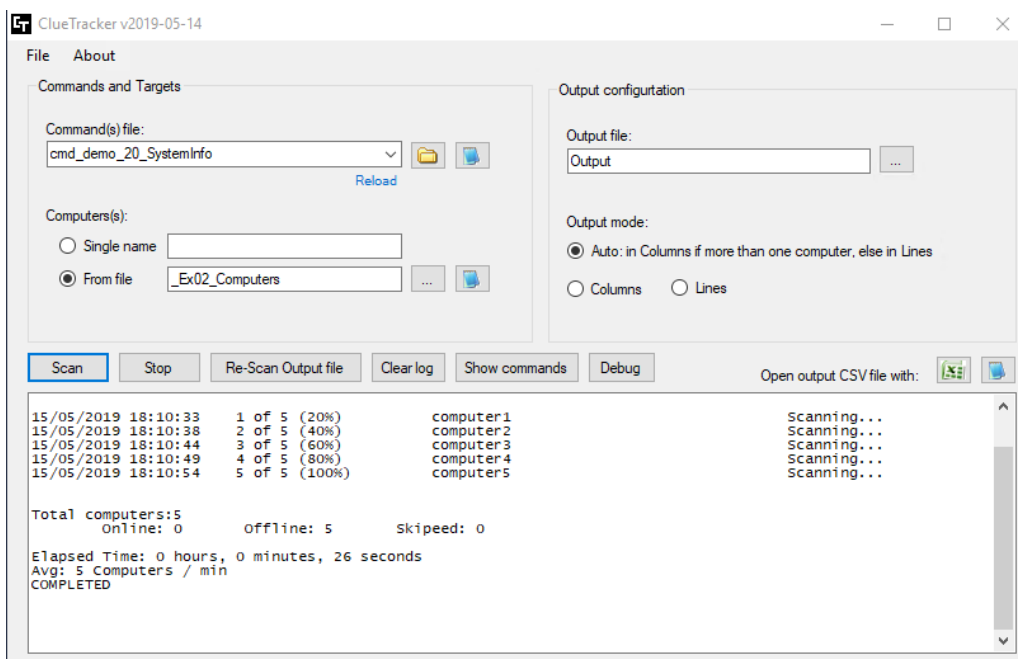 ClueTracker v2019-05-14
File About
Commands and Targets
Command(s) file:
cmd_demo_20_SystemInfo
Reload
Computers(s):
Single name
From file _Ex02_Computers ...
Output configurtation
Output file:
Output ...
Output mode:
Auto: in Columns if more than one computer, else in Lines
Columns Lines
Scan Stop Re-Scan Output file Clear log Show commands Debug Open output CSV file with:
15/05/2019 18:10:33 1 of 5 (20%) computer1 Scanning...
15/05/2019 18:10:38 2 of 5 (40%) computer2 Scanning...
15/05/2019 18:10:44 3 of 5 (60%) computer3 Scanning...
15/05/2019 18:10:49 4 of 5 (80%) computer4 Scanning...
15/05/2019 18:10:54 5 of 5 (100%) computer5 Scanning...
Total computers:5
Online: 0 Offline: 5 Skipeed: 0
Elapsed Time: 0 hours, 0 minutes, 26 seconds
Avg: 5 Computers / min
COMPLETED